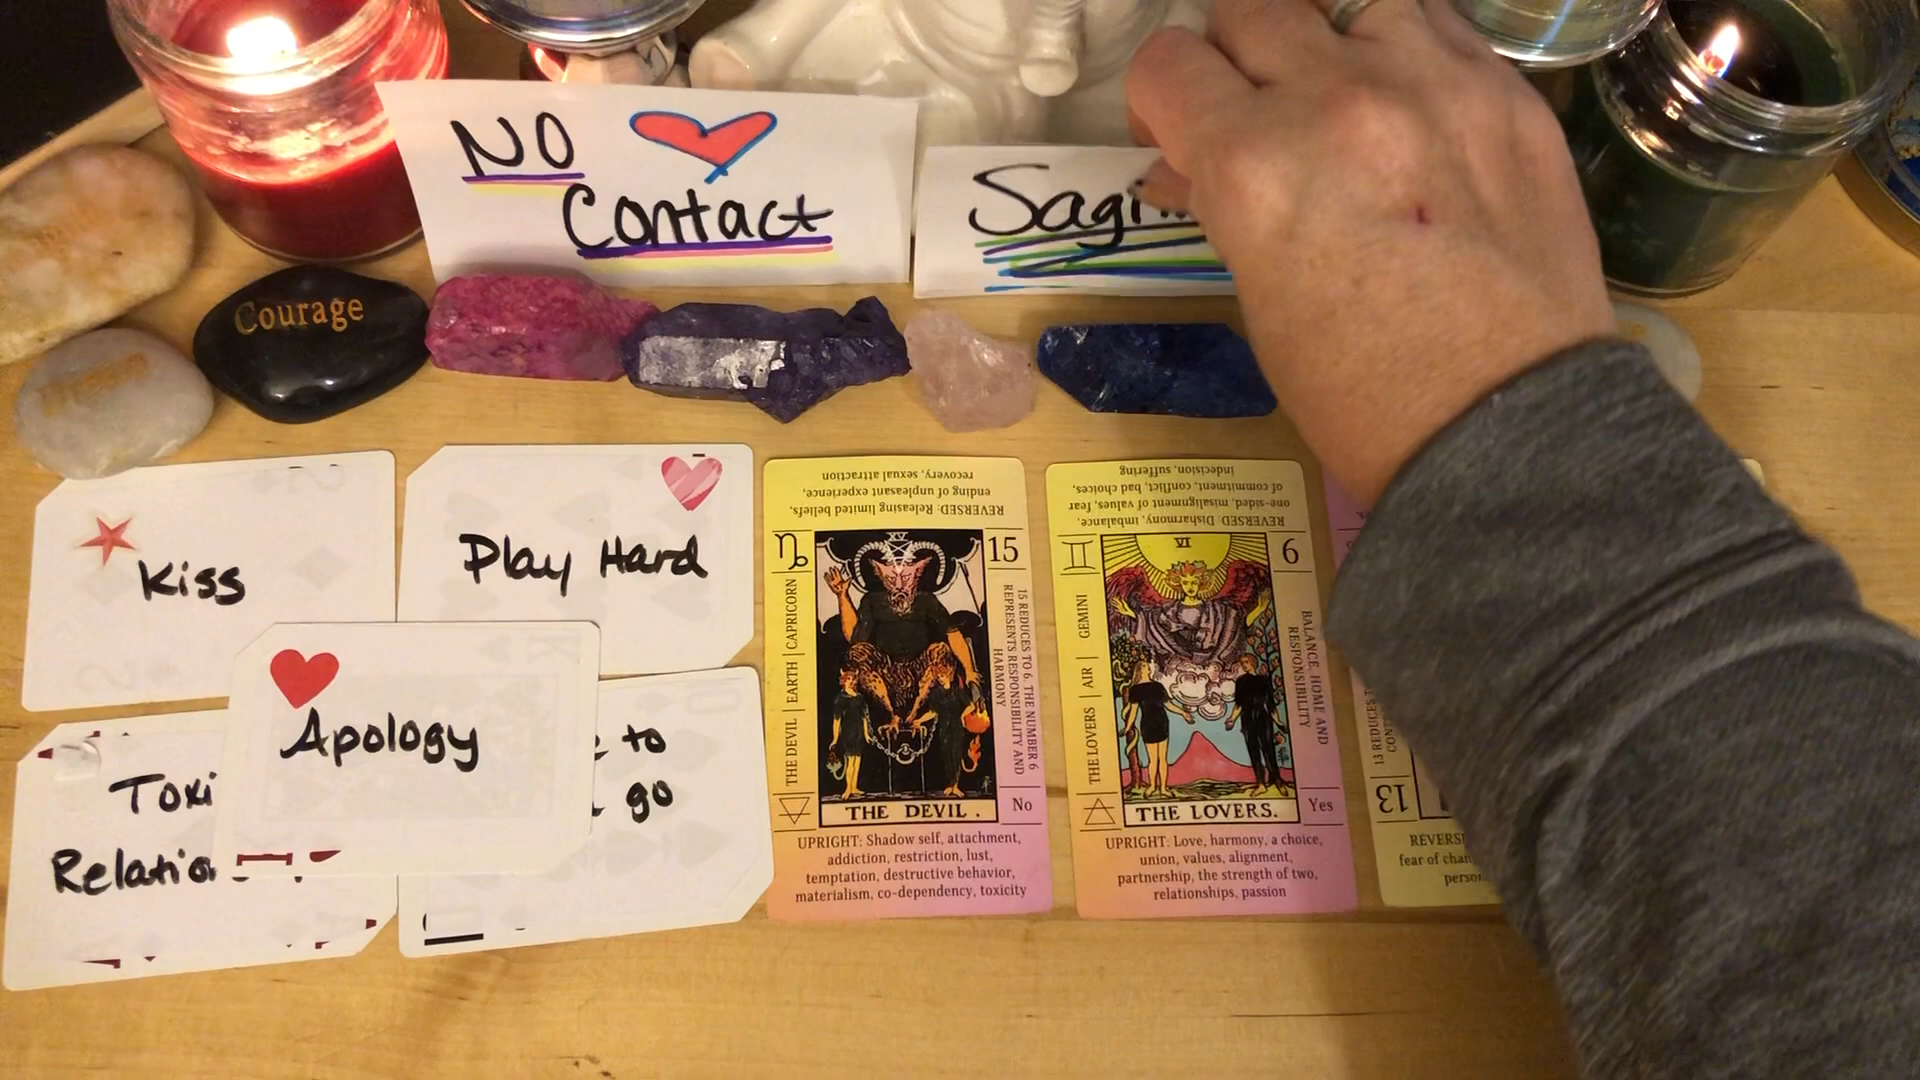 NO
Contact
Courage
Kiss
Play Hard
Apology
to
go
REVERSED: Releasing limited beliefs,
ending of unpleasant experience,
recovery, sexual attraction
15
XV
THE DEVIL | EARTH | CAPRICORN
15 REDUCES TO 6. THE NUMBER 6
REPRESENTS RESPONSIBILITY AND
HARMONY
THE DEVIL.
No
UPRIGHT: Shadow self, attachment,
addiction, restriction, lust,
temptation, destructive behavior,
materialism, co-dependency, toxicity
REVERSED: Disharmony, imbalance,
one-sided, misalignment of values, fear
of commitment, conflict, bad choices,
indecision, suffering
6
VI
THE LOVERS | AIR | GEMINI
BALANCE, HOME AND
RESPONSIBILITY
THE LOVERS.
Yes
UPRIGHT: Love, harmony, a choice,
union, values, alignment,
partnership, the strength of two,
relationships, passion
13 REDUCES
13
fear of